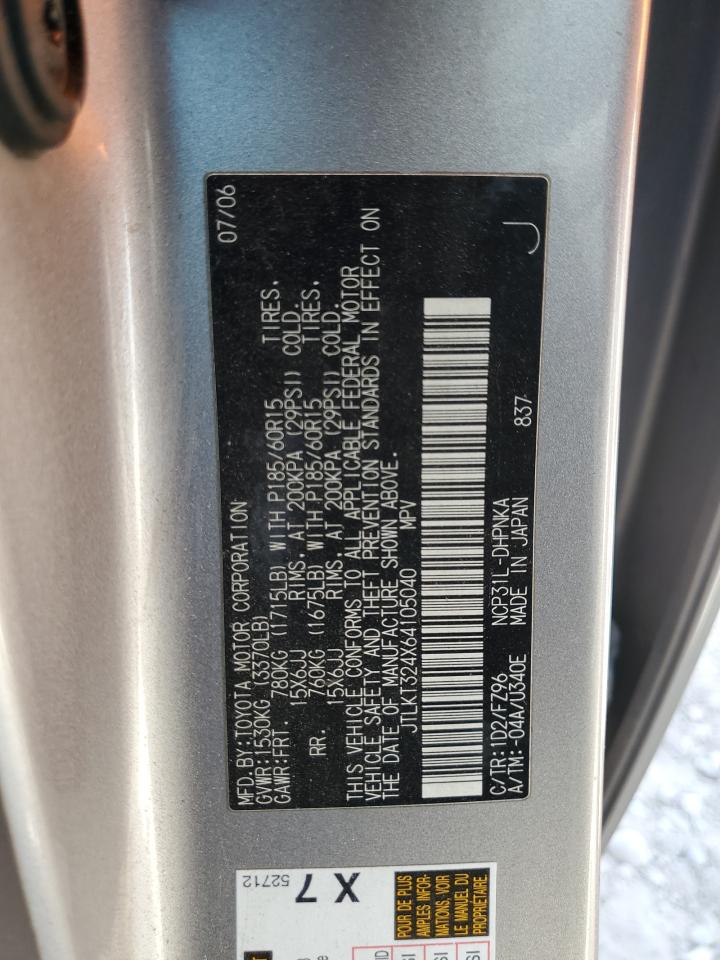 MFD. BY: TOYOTA MOTOR CORPORATION 07/06
GVWR: 1530KG (3370LB)
GAWR: FRT. 780KG (1715LB) WITH P185/60R15 TIRES,
15X6JJ RIMS, AT 200KPA (29PSI) COLD.
RR. 760KG (1675LB) WITH P185/60R15 TIRES,
15X6JJ RIMS, AT 200KPA (29PSI) COLD.
THIS VEHICLE CONFORMS TO ALL APPLICABLE FEDERAL MOTOR
VEHICLE SAFETY AND THEFT PREVENTION STANDARDS IN EFFECT ON
THE DATE OF MANUFACTURE SHOWN ABOVE.
JTLKT324X64105040 MPV
C/TR: 1D2/FZ96 NCP31L-DHPNKA 837
A/TM: -04A/U340E MADE IN JAPAN
J
52712
X 7
POUR DE PLUS
AMPLES INFOR-
MATIONS, VOIR
LE MANUEL DU
PROPRIÉTAIRE.